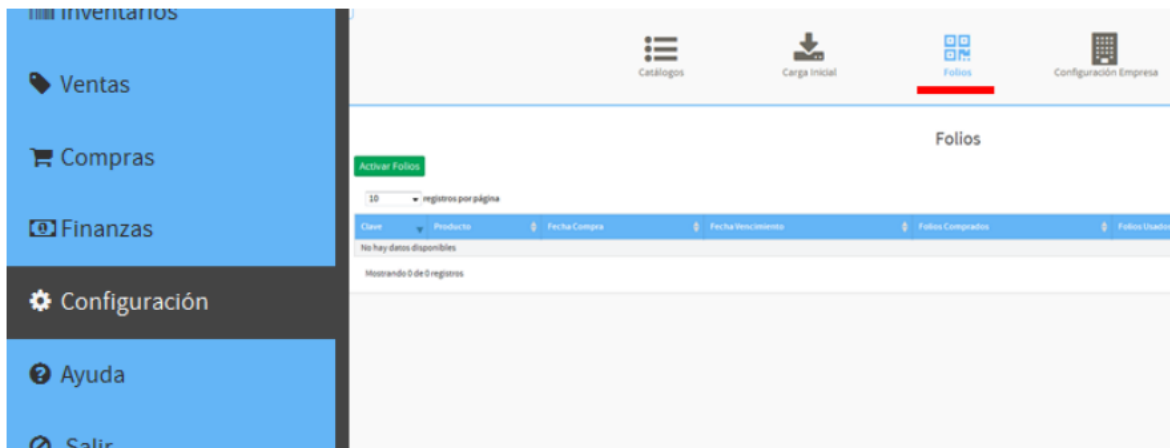 Inventarios
Ventas
Compras
Finanzas
Configuración
Ayuda
Salir
Catálogos
Carga Inicial
Folios
Configuración Empresa
Folios
Activar Folios
10 registros por página
Clave Producto Fecha Compra Fecha Vencimiento Folios Comprados Folios Usados
No hay datos disponibles
Mostrando 0 de 0 registros